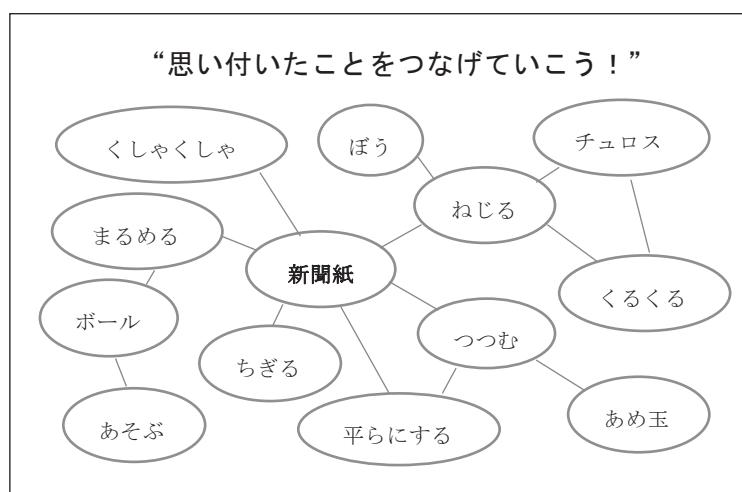 “思い付いたことをつなげていこう！”
くしゃくしゃ
ぼう
チュロス
まるめる
ねじる
新聞紙
くるくる
ボール
つつむ
ちぎる
あそぶ
平らにする
あめ玉